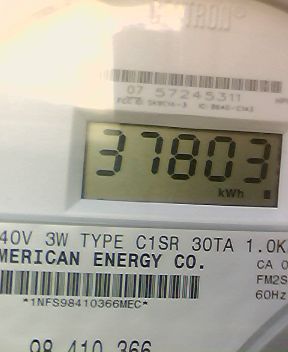 TRON®
07 57245311
37803
kWh
40V 3W TYPE C1SR 30TA 1.0K
MERICAN ENERGY CO.
CA 0
FM2S
60Hz
*1NFS98410366MEC*
98 410 366